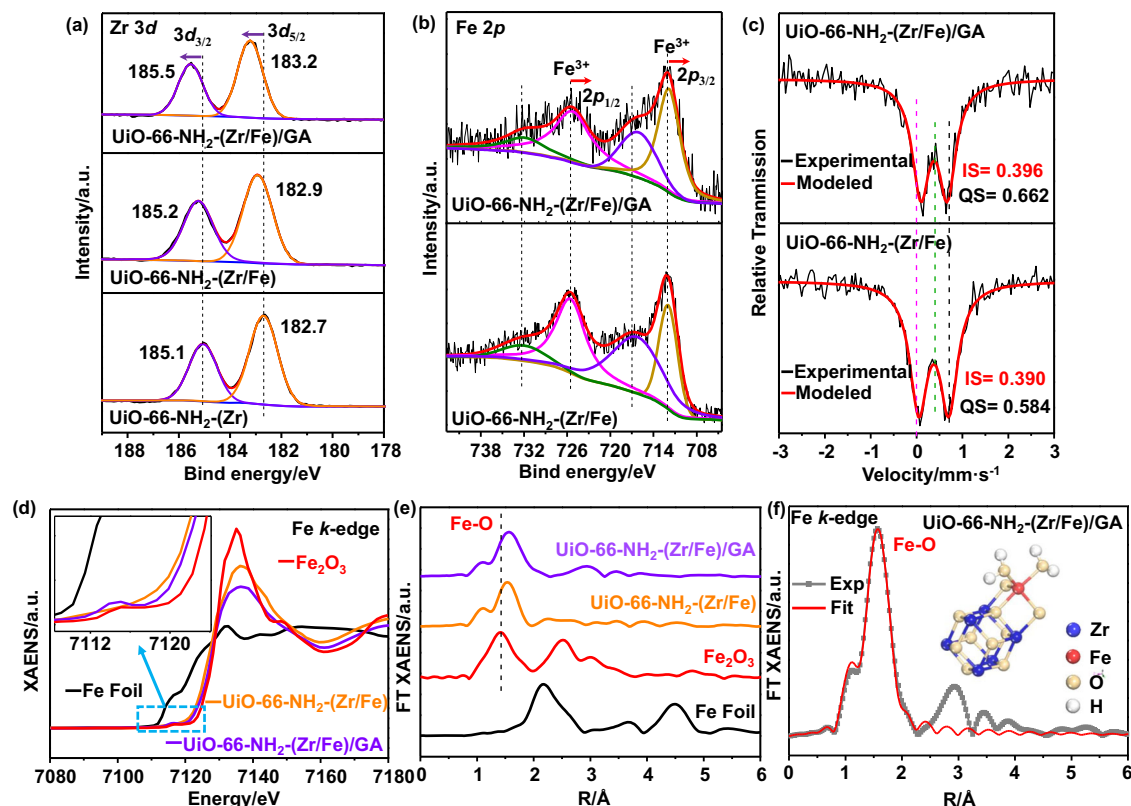 (a)
Zr 3d
3d3/2
3d5/2
185.5
183.2
UiO-66-NH2-(Zr/Fe)/GA
185.2
182.9
UiO-66-NH2-(Zr/Fe)
185.1
182.7
UiO-66-NH2-(Zr)
Intensity/a.u.
188 186 184 182 180 178
Bind energy/eV
(b)
Fe 2p
Fe3+
2p1/2
Fe3+
2p3/2
UiO-66-NH2-(Zr/Fe)/GA
UiO-66-NH2-(Zr/Fe)
Intensity/a.u.
738 732 726 720 714 708
Bind energy/eV
(c)
UiO-66-NH2-(Zr/Fe)/GA
Experimental
Modeled
IS= 0.396
QS= 0.662
UiO-66-NH2-(Zr/Fe)
Experimental
Modeled
IS= 0.390
QS= 0.584
Relative Tranmission
-3 -2 -1 0 1 2 3
Velocity/mm·s-1
(d)
Fe k-edge
Fe2O3
7112 7120
Fe Foil
UiO-66-NH2-(Zr/Fe)
UiO-66-NH2-(Zr/Fe)/GA
XAENS/a.u.
7080 7100 7120 7140 7160 7180
Energy/eV
(e)
Fe-O
UiO-66-NH2-(Zr/Fe)/GA
UiO-66-NH2-(Zr/Fe)
Fe2O3
Fe Foil
FT XAENS/a.u.
0 1 2 3 4 5 6
R/Å
(f)
Fe k-edge
UiO-66-NH2-(Zr/Fe)/GA
Fe-O
Exp
Fit
Zr
Fe
O
H
FT XAENS/a.u.
0 1 2 3 4 5 6
R/Å